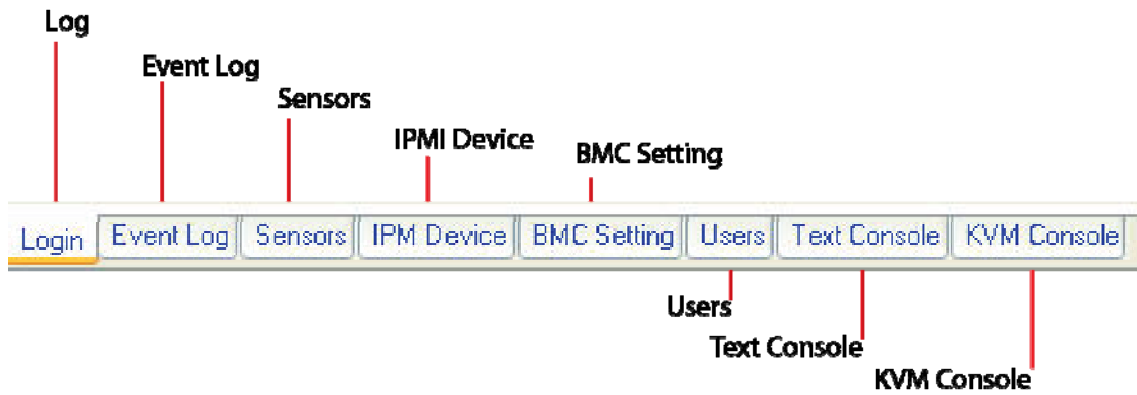 Log
Event Log
Sensors
IPMI Device
BMC Setting
Login Event Log Sensors IPM Device BMC Setting Users Text Console KVM Console
Users
Text Console
KVM Console